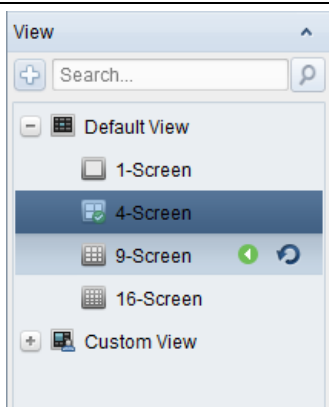 View
Search...
Default View
1-Screen
4-Screen
9-Screen
16-Screen
Custom View